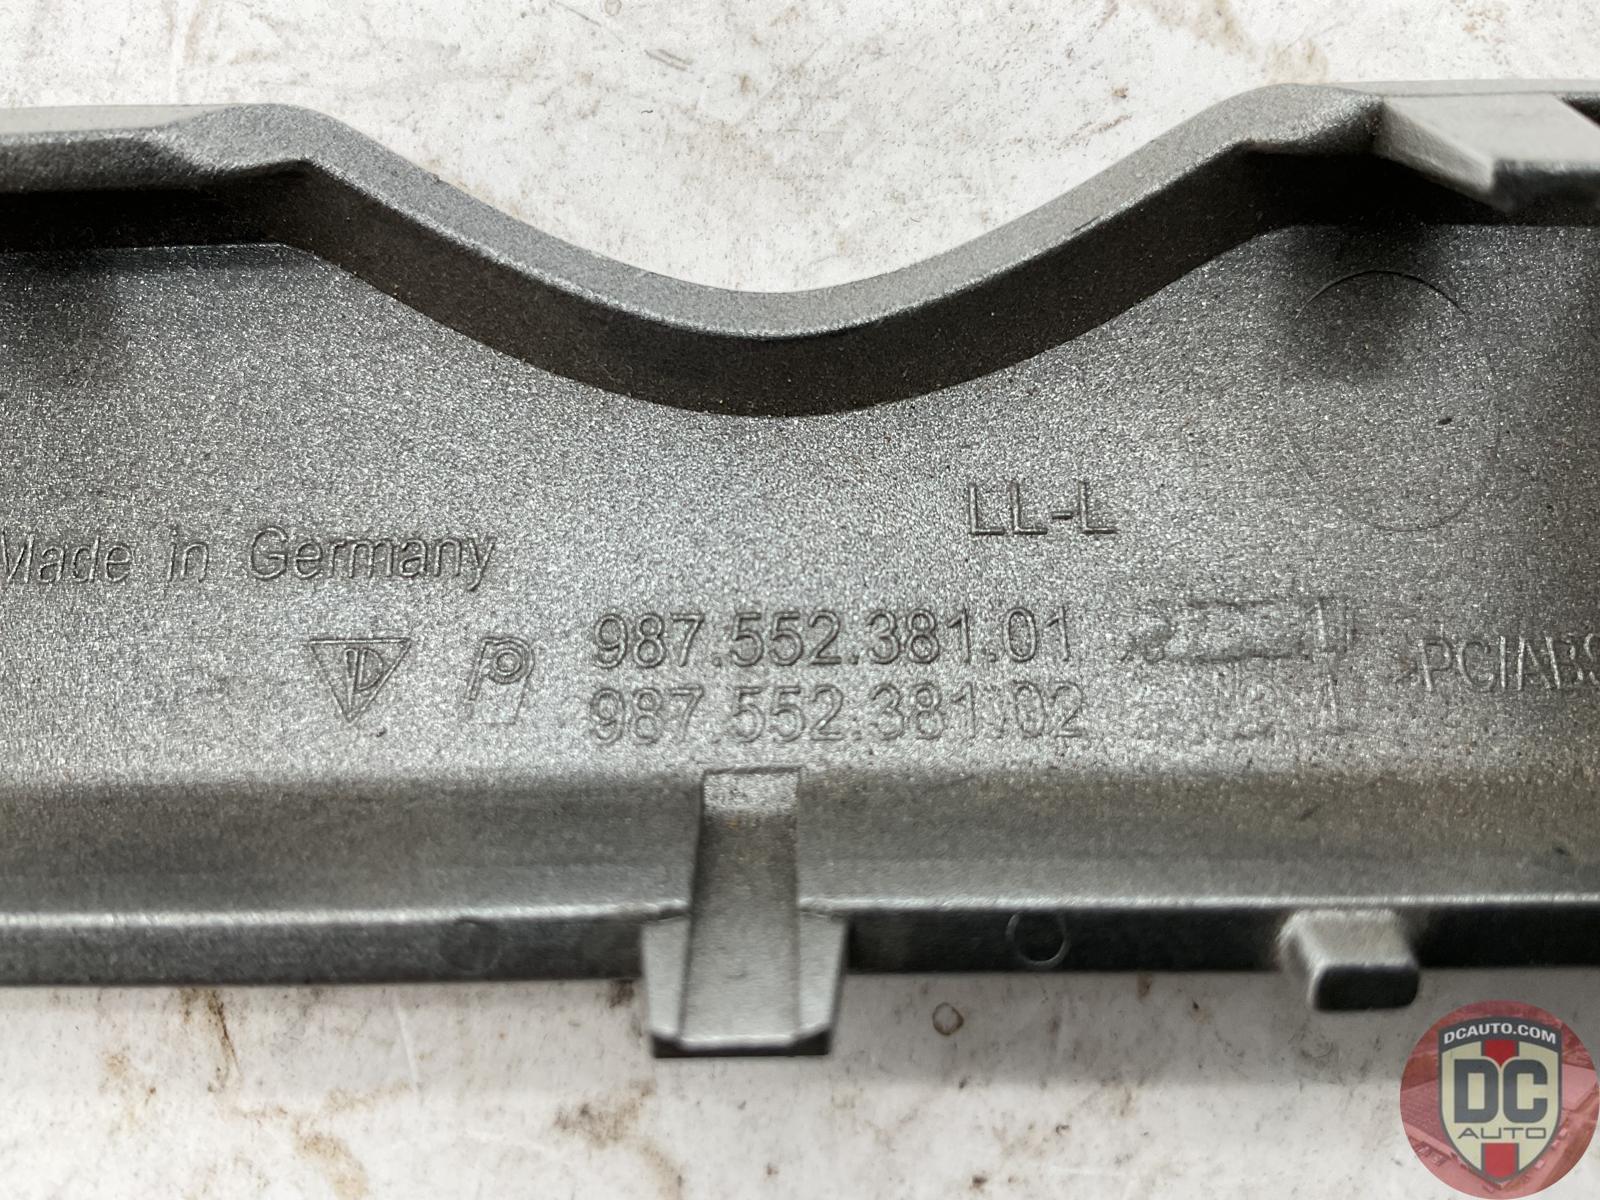 LL-L
Made in Germany
987.552.381.01
987.552.381.02
DCAUTO.COM
DC
AUTO